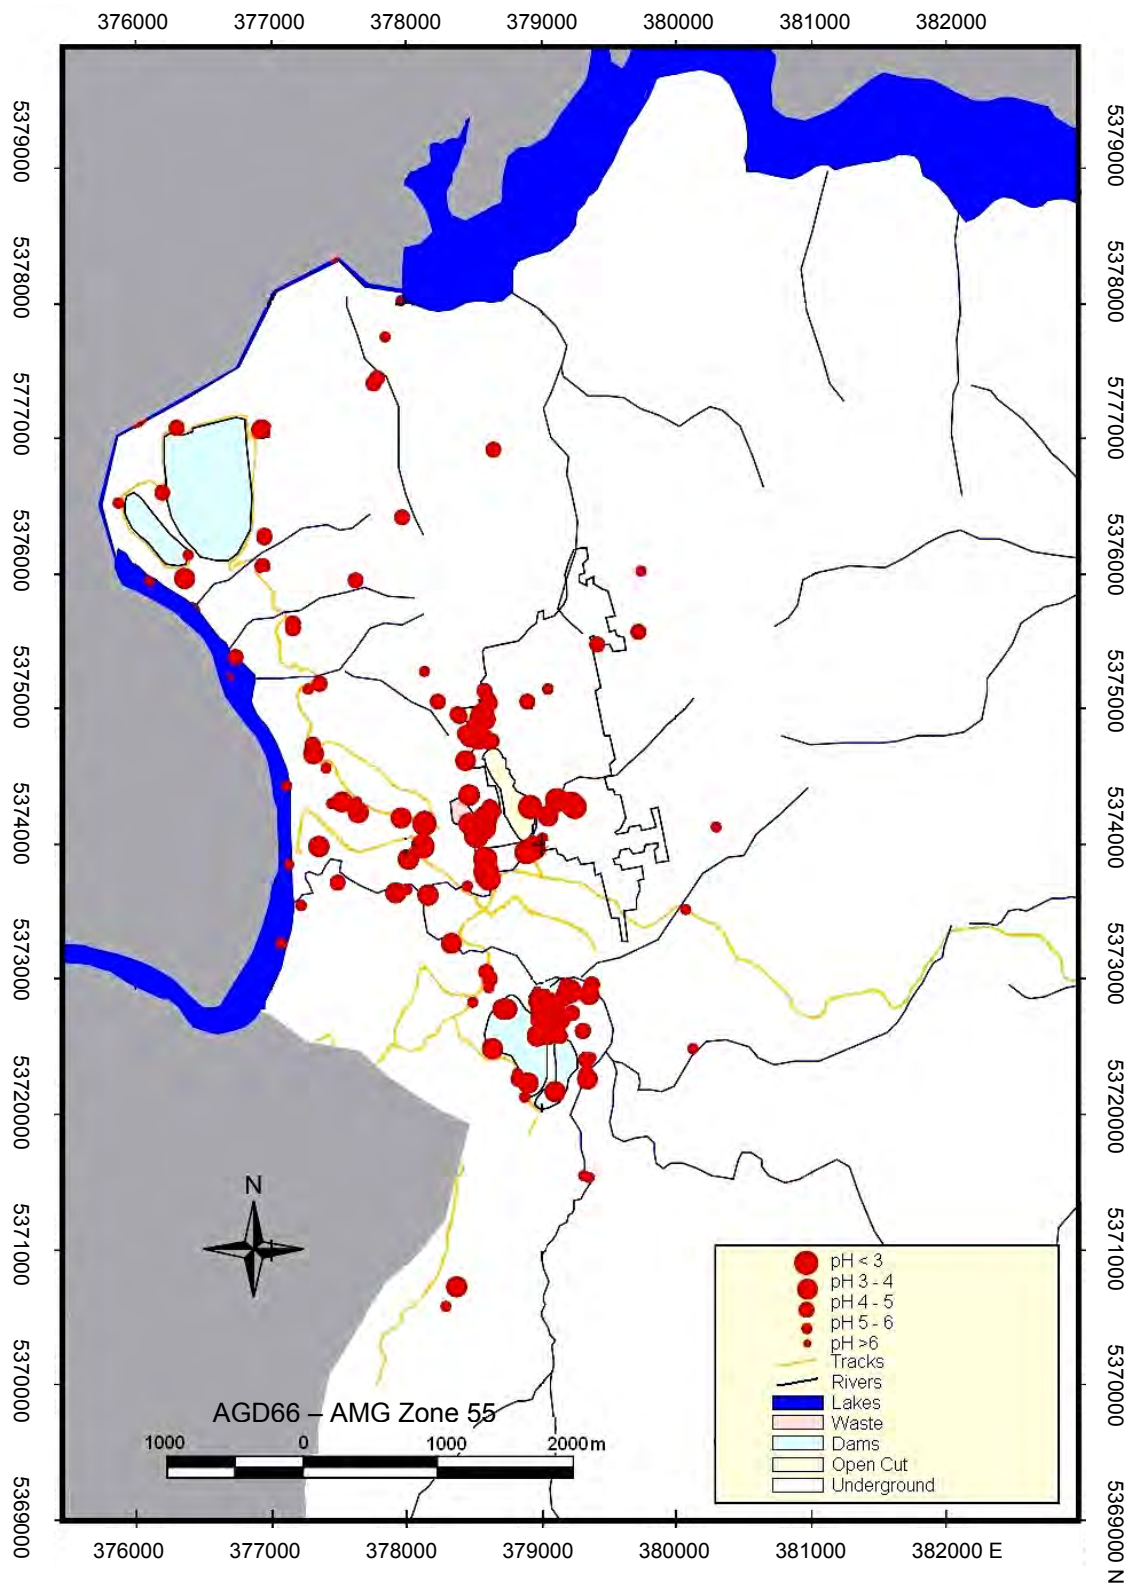 376000 377000 378000 379000 380000 381000 382000
5379000 5379000
5378000 5378000
5777000 5377000
5376000 5376000
5375000 5375000
5374000 5374000
5373000 5373000
53720000 53720000
5371000 5371000
5370000 5370000
5369000 5369000 N
N
pH < 3
pH 3 - 4
pH 4 - 5
pH 5 - 6
pH >6
Tracks
Rivers
Lakes
Waste
Dams
Open Cut
Underground
AGD66 – AMG Zone 55
1000 0 1000 2000m
376000 377000 378000 379000 380000 381000 382000 E